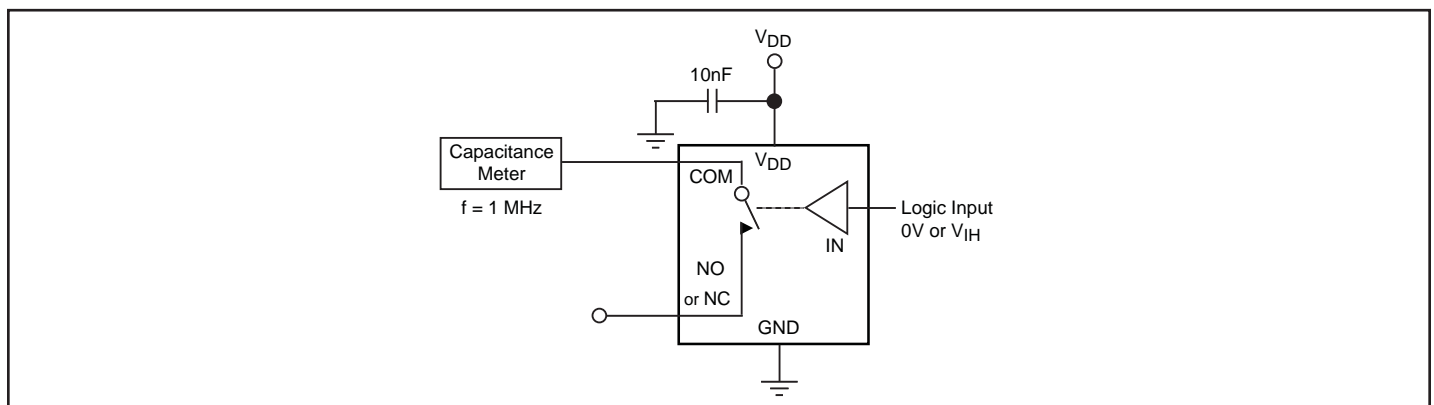 VDD
10nF
Capacitance
Meter
f = 1 MHz
VDD
COM
Logic Input
0V or VIH
IN
NO
or NC
GND